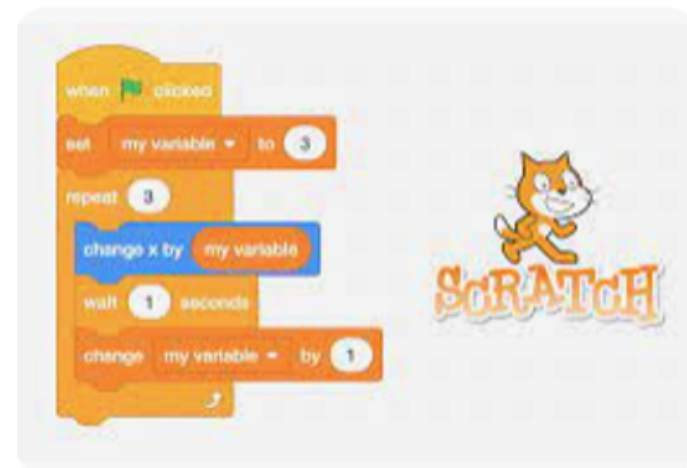 when clicked
set my variable to 3
repeat 3
change x by my variable
wait 1 seconds
change my variable by 1
SCRATCH